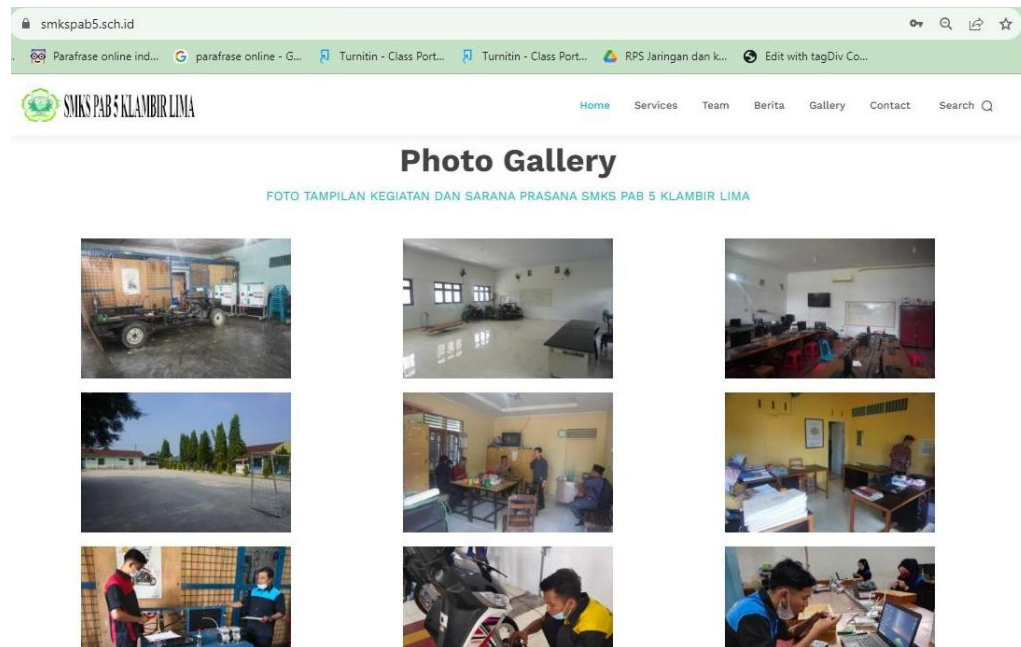 smkspab5.sch.id
Parafrase online ind... parafrase online - G... Turnitin - Class Port... Turnitin - Class Port... RPS Jaringan dan k... Edit with tagDiv Co...
SMKS PAB 5 KLAMBIR LIMA Home Services Team Berita Gallery Contact Search
Photo Gallery
FOTO TAMPILAN KEGIATAN DAN SARANA PRASANA SMKS PAB 5 KLAMBIR LIMA